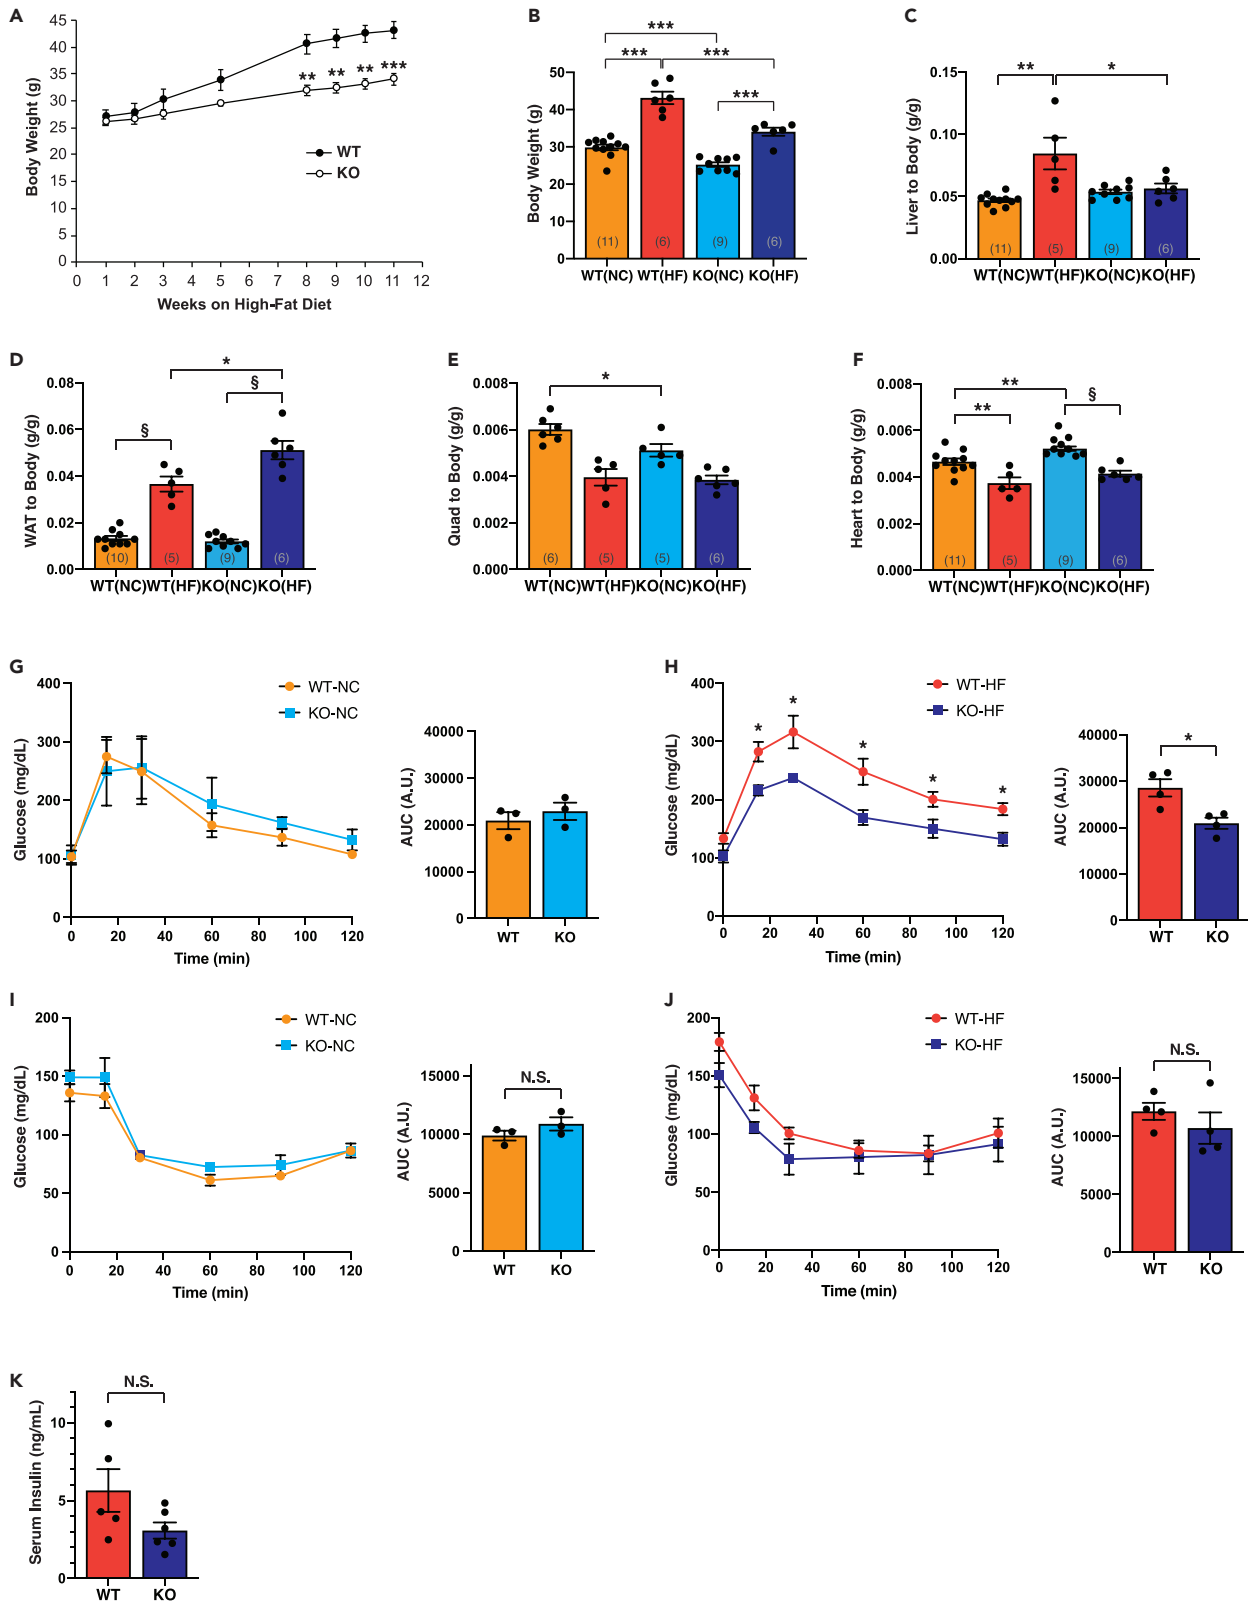 A
Body Weight (g)
45
40
35
30
25
20
15
10
5
0
** ** ** ***
WT
KO
0 1 2 3 4 5 6 7 8 9 10 11 12
Weeks on High-Fat Diet
B
Body Weight (g)
***
*** ***
***
50
40
30
20
10
0
(11) (6) (9) (6)
WT(NC) WT(HF) KO(NC) KO(HF)
C
Liver to Body (g/g)
** *
0.15
0.10
0.05
0.00
(11) (5) (9) (6)
WT(NC) WT(HF) KO(NC) KO(HF)
D
WAT to Body (g/g)
*
§ §
0.08
0.06
0.04
0.02
0.00
(10) (5) (9) (6)
WT(NC) WT(HF) KO(NC) KO(HF)
E
Quad to Body (g/g)
*
0.008
0.006
0.004
0.002
0.000
(6) (5) (5) (6)
WT(NC) WT(HF) KO(NC) KO(HF)
F
Heart to Body (g/g)
**
** §
0.008
0.006
0.004
0.002
0.000
(11) (5) (9) (6)
WT(NC) WT(HF) KO(NC) KO(HF)
G
Glucose (mg/dL)
400
300
200
100
0
WT-NC
KO-NC
0 20 40 60 80 100 120
Time (min)
AUC (A.U.)
40000
30000
20000
10000
0
WT KO
H
Glucose (mg/dL)
400
300
200
100
0
WT-HF
KO-HF
* * * * *
0 20 40 60 80 100 120
Time (min)
AUC (A.U.)
*
40000
30000
20000
10000
0
WT KO
I
Glucose (mg/dL)
200
150
100
50
0
WT-NC
KO-NC
0 20 40 60 80 100 120
Time (min)
AUC (A.U.)
N.S.
15000
10000
5000
0
WT KO
J
Glucose (mg/dL)
200
150
100
50
0
WT-HF
KO-HF
0 20 40 60 80 100 120
Time (min)
AUC (A.U.)
N.S.
15000
10000
5000
0
WT KO
K
Serum Insulin (ng/mL)
N.S.
10
5
0
WT KO